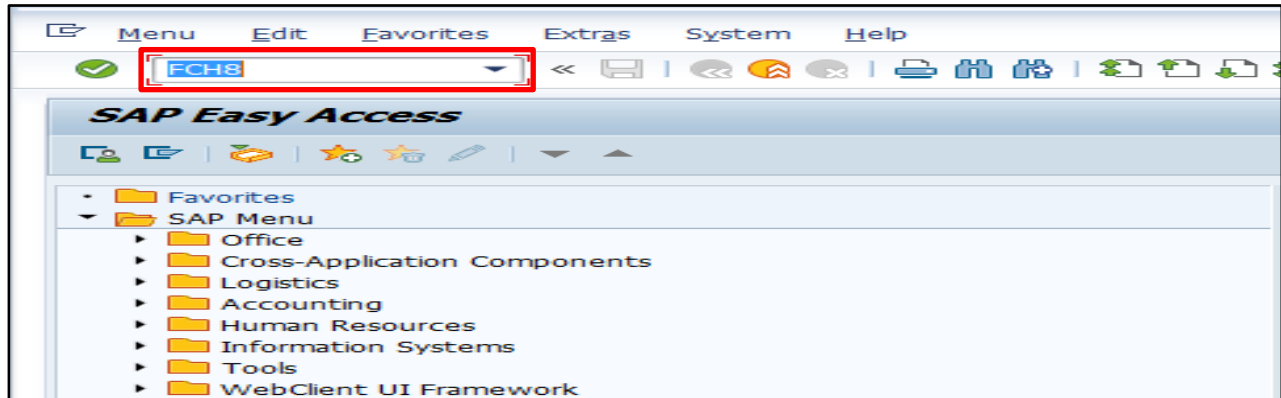 Menu Edit Favorites Extras System Help
FCH8
SAP Easy Access
Favorites
SAP Menu
Office
Cross-Application Components
Logistics
Accounting
Human Resources
Information Systems
Tools
WebClient UI Framework